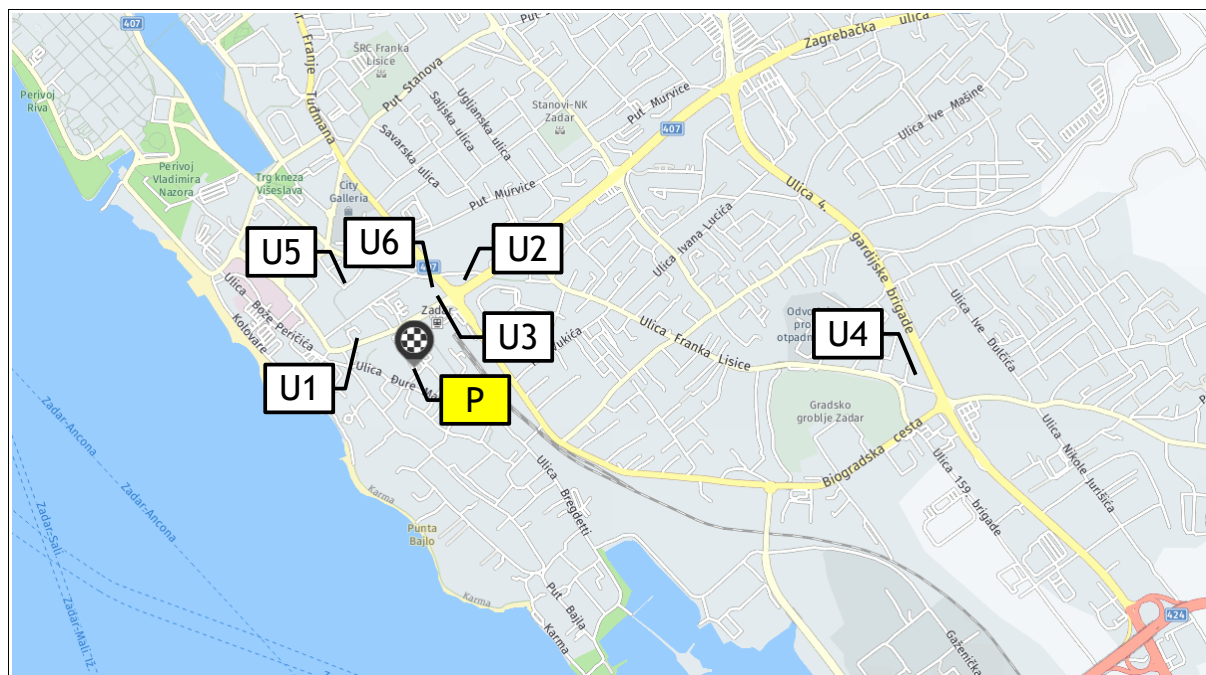 407
Perivoj
Riva
Franje Tuđmana
ŠRC Franka
Lisice
Put Stanova
Saljska ulica
Ugljanska ulica
Savarska ulica
Stanovi-NK
Zadar
Put Murvice
407
Zagrebačka ulica
Ulica Ive Mašine
Perivoj
Vladimira
Nazora
Trg kneza
Višeslava
City
Galleria
Put Murvice
Ulica 4. gardijske brigade
Ulica Ivana Lucića
U5
U6
U2
Ulica Bože Peričića
Kolovare
Zadar
U3
Ulica Franka Lisice
U4
Ulica Ive Dulčića
U1
Ulica Đure
P
Gradsko
groblje Zadar
Biogradska cesta
Ulica 159. brigade
Ulica Nikole Jurišića
Zadar-Ancona
Zadar-Ancona
Zadar-Sali
Zadar-Mali Iž
Karma
Punta
Bajlo
Ulica Bregdetti
Karma
Put Bajla
Karma
Gaženička
424